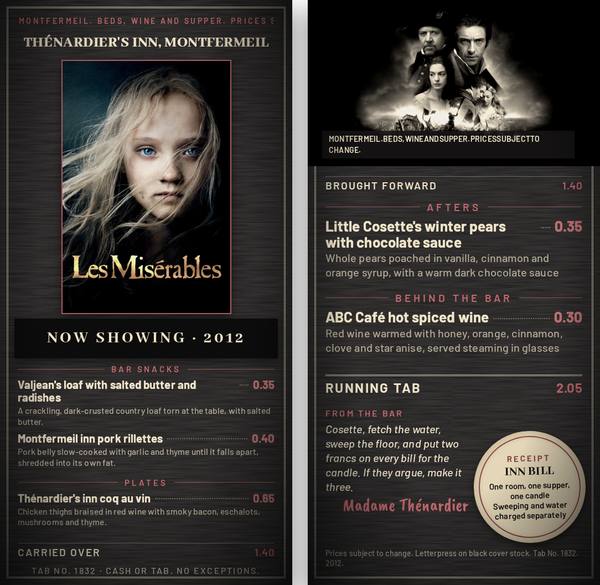 MONTFERMEIL. BEDS, WINE AND SUPPER. PRICES
THÉNARDIER'S INN, MONTFERMEIL
Les Misérables
NOW SHOWING · 2012
BAR SNACKS
Valjean's loaf with salted butter and 0.35
radishes
A crackling, dark-crusted country loaf torn at the table, with salted
butter.
Montfermeil inn pork rillettes 0.40
Pork belly slow-cooked with garlic and thyme until it falls apart,
shredded into its own fat.
PLATES
Thénardier's inn coq au vin 0.65
Chicken thighs braised in red wine with smoky bacon, eschalots,
mushrooms and thyme.
CARRIED OVER 1.40
TAB NO. 1832 · CASH OR TAB, NO EXCEPTIONS.
MONTFERMEIL. BEDS, WINE AND SUPPER. PRICES SUBJECT TO
CHANGE.
BROUGHT FORWARD 1.40
AFTERS
Little Cosette's winter pears 0.35
with chocolate sauce
Whole pears poached in vanilla, cinnamon and
orange syrup, with a warm dark chocolate sauce
BEHIND THE BAR
ABC Café hot spiced wine 0.30
Red wine warmed with honey, orange, cinnamon,
clove and star anise, served steaming in glasses
RUNNING TAB 2.05
FROM THE BAR
Cosette, fetch the water,
sweep the floor, and put two
francs on every bill for the
candle. If they argue, make it
three.
Madame Thénardier
RECEIPT
INN BILL
One room, one supper,
one candle
Sweeping and water
charged separately
Prices subject to change. Letterpress on black cover stock. Tab No. 1832.
2012.